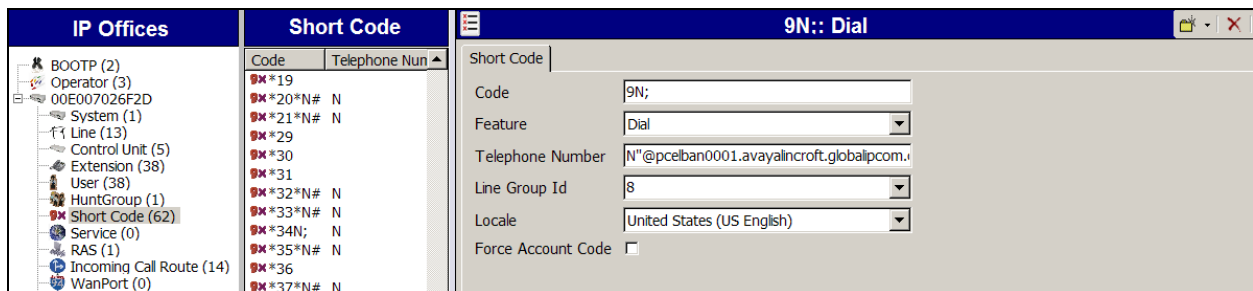 IP Offices
BOOTP (2)
Operator (3)
00E007026F2D
System (1)
Line (13)
Control Unit (5)
Extension (38)
User (38)
HuntGroup (1)
Short Code (62)
Service (0)
RAS (1)
Incoming Call Route (14)
WanPort (0)
Short Code
Code Telephone Num
*19
*20*N# N
*21*N# N
*29
*30
*31
*32*N# N
*33*N# N
*34N; N
*35*N# N
*36
*37*N# N
9N;: Dial
Short Code
Code 9N;
Feature Dial
Telephone Number N"@pcelban0001.avayalincroft.globalipcom.
Line Group Id 8
Locale United States (US English)
Force Account Code